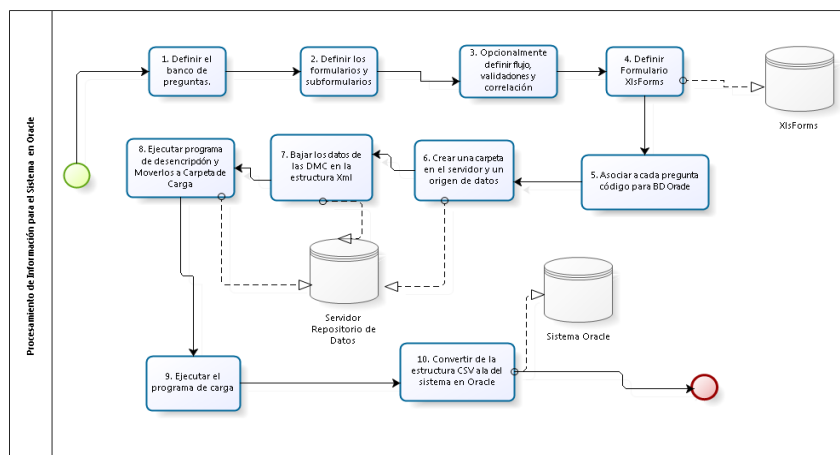 Procesamiento de Información para el Sistema en Oracle
1. Definir el
banco de
preguntas.
2. Definir los
formularios y
subformularios
3. Opcionalmente
definir flujo,
validaciones y
correlación
4. Definir
Formulario
XlsForms
XlsForms
8. Ejecutar programa
de desencripción y
Moverlos a Carpeta de
Carga
7. Bajar los datos de
las DMC en la
estructura Xml
6. Crear una carpeta
en el servidor y un
origen de datos
5. Asociar a cada pregunta
código para BD Oracle
Servidor
Repositorio de
Datos
Sistema Oracle
9. Ejecutar el
programa de carga
10. Convertir de la
estructura CSV a la del
sistema en Oracle